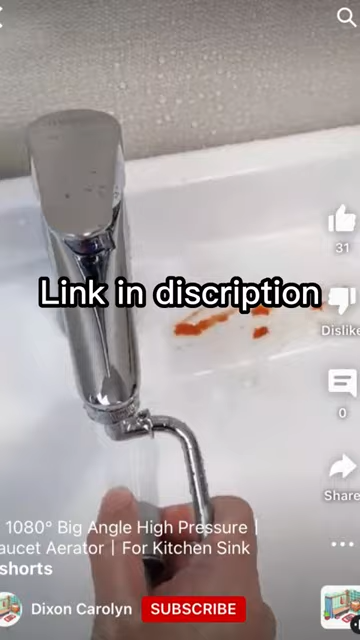 31
Link in discription
Dislike
0
Share
1080° Big Angle High Pressure |
aucet Aerator | For Kitchen Sink
shorts
Dixon Carolyn
SUBSCRIBE